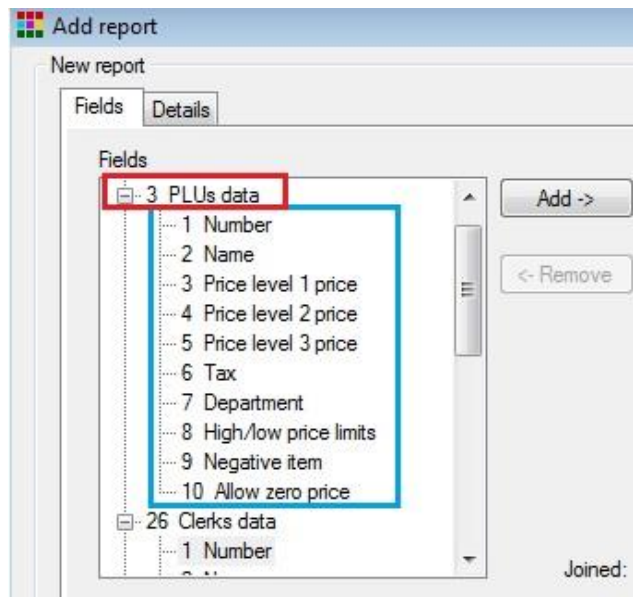 Add report
New report
Fields
Details
Fields
3 PLUs data
Add ->
1 Number
2 Name
<- Remove
3 Price level 1 price
4 Price level 2 price
5 Price level 3 price
6 Tax
7 Department
8 High/low price limits
9 Negative item
10 Allow zero price
26 Clerks data
1 Number
Joined: